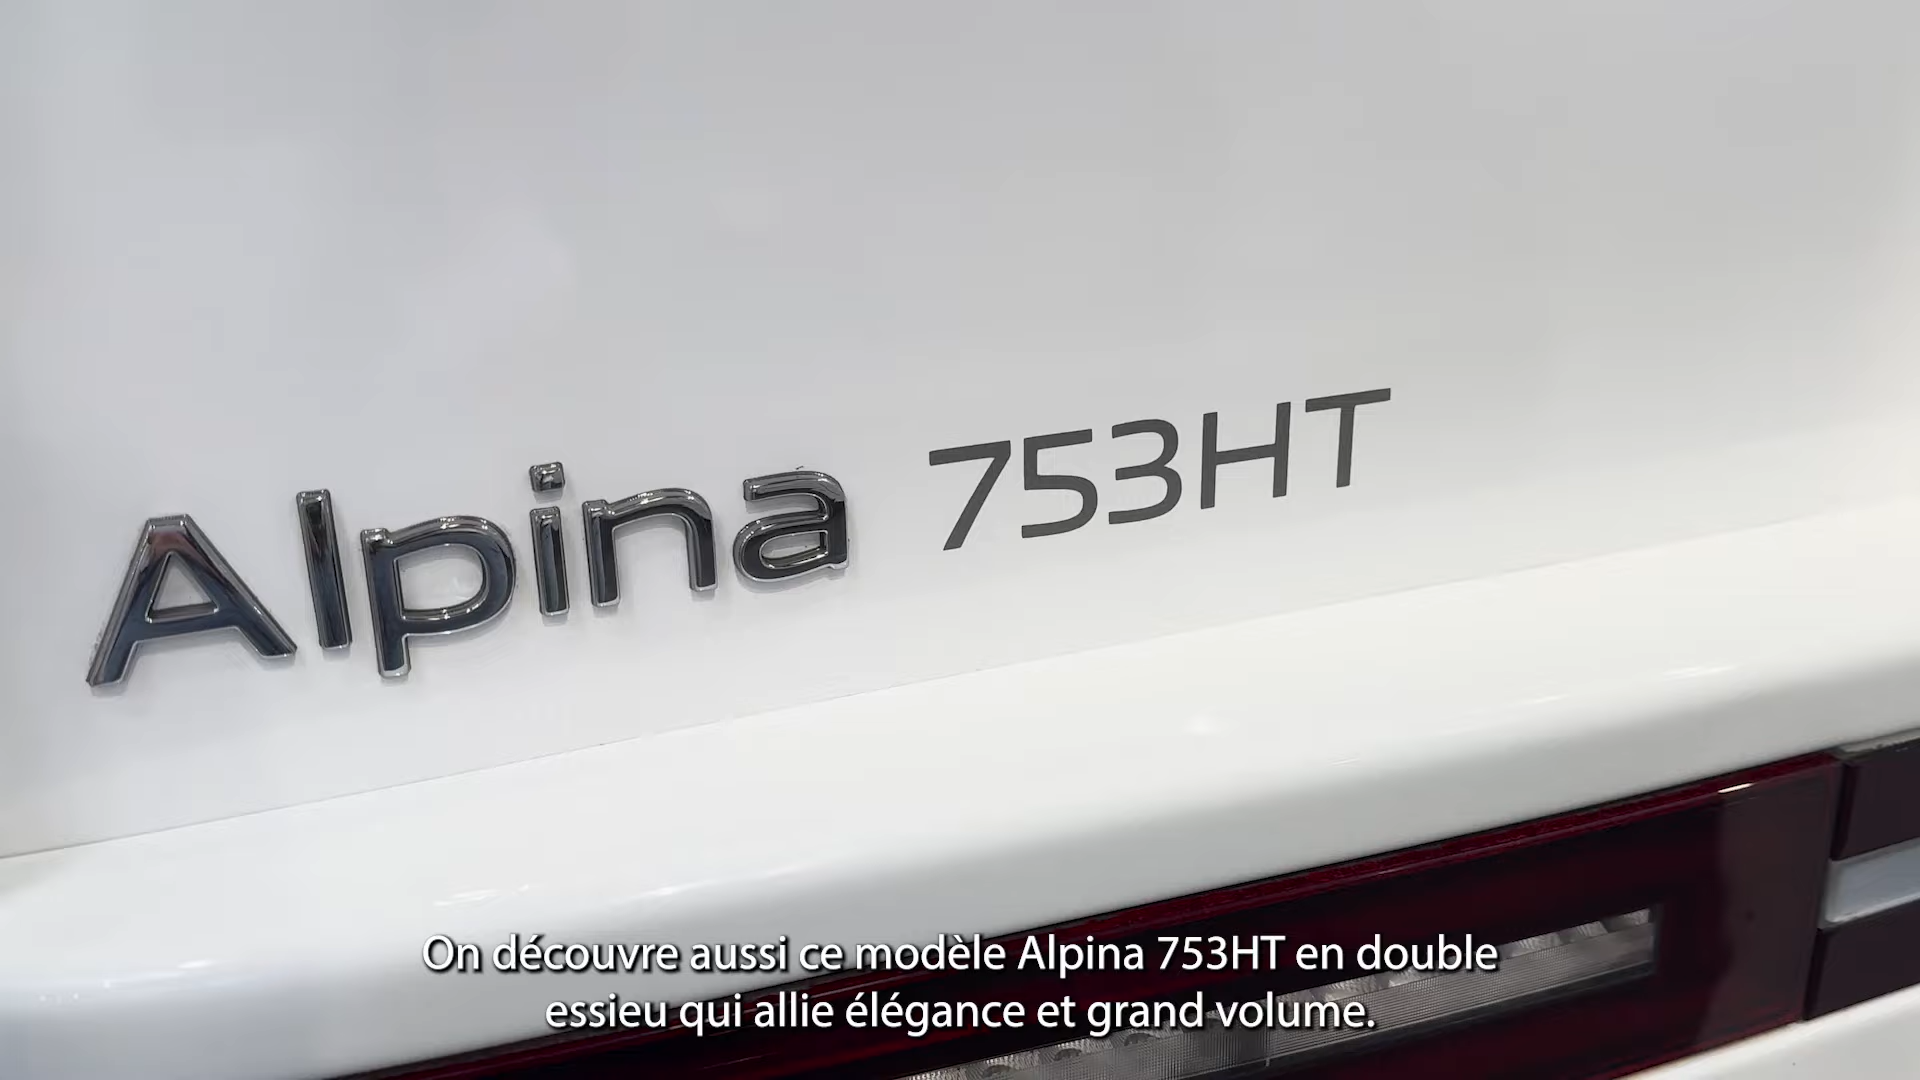 Alpina 753HT
On découvre aussi ce modèle Alpina 753HT en double
essieu qui allie élégance et grand volume.